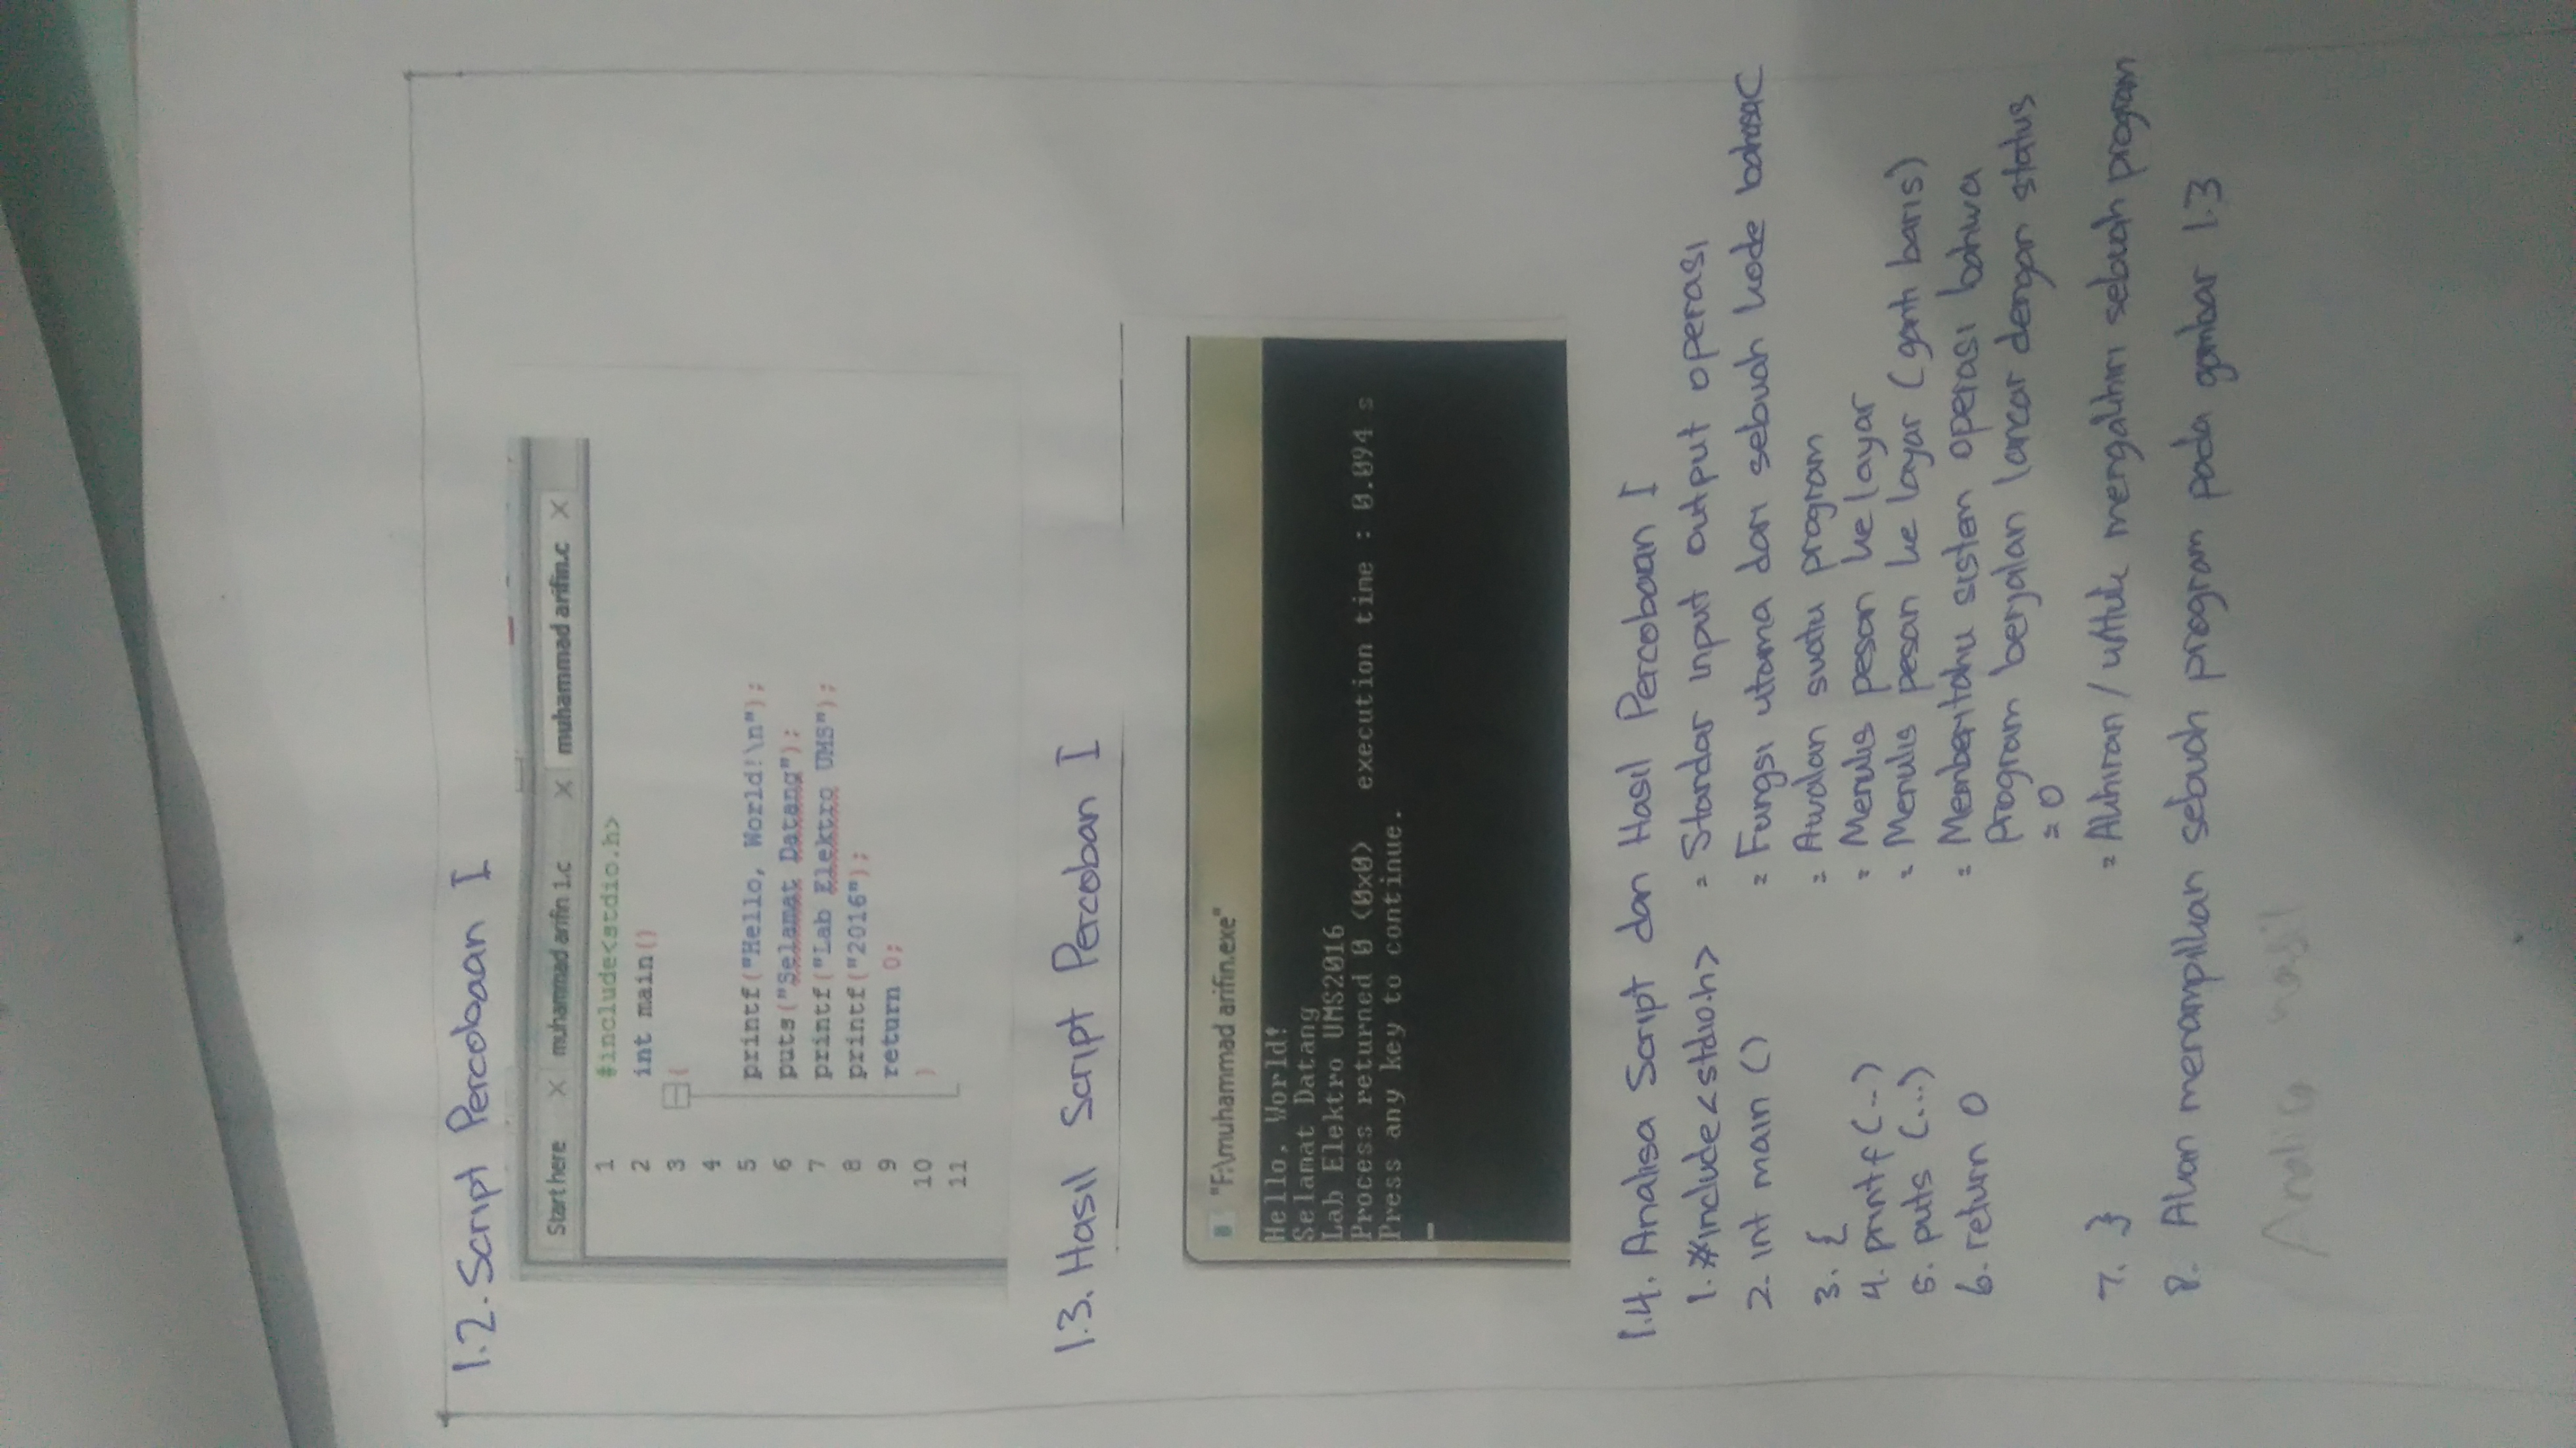 1.2. Script Percobaan I
Start here X muhammad arifin 1.c X muhammad arifin.c X
1 #include<stdio.h>
2 int main()
3 {
4
5 printf("Hello, World!\n");
6 puts("Selamat Datang");
7 printf("Lab Elektro UMS");
8 printf("2016");
9 return 0;
10 }
11
1.3. Hasil Script Percoban I
"F:\muhammad arifin.exe"
Hello, World!
Selamat Datang
Lab Elektro UMS2016
Process returned 0 (0x0) execution time : 0.094 s
Press any key to continue.
1.4. Analisa Script dan Hasil Percobaan I
1. #include<stdio.h> = Standar input output operasi
2. int main () = Fungsi utama dari sebuah kode bahasa C
3. { = Awalan suatu program
4. printf (...) = Menulis pesan ke layar
5. puts (...) = Menulis pesan ke layar (ganti baris)
6. return 0 = Memberitahu sistem operasi bahwa
program berjalan lancar dengan status
= 0
7. } = Akhiran / untuk mengakhiri sebuah program
8. Akan menampilkan sebuah program pada gambar 1.3
Analisa hasil